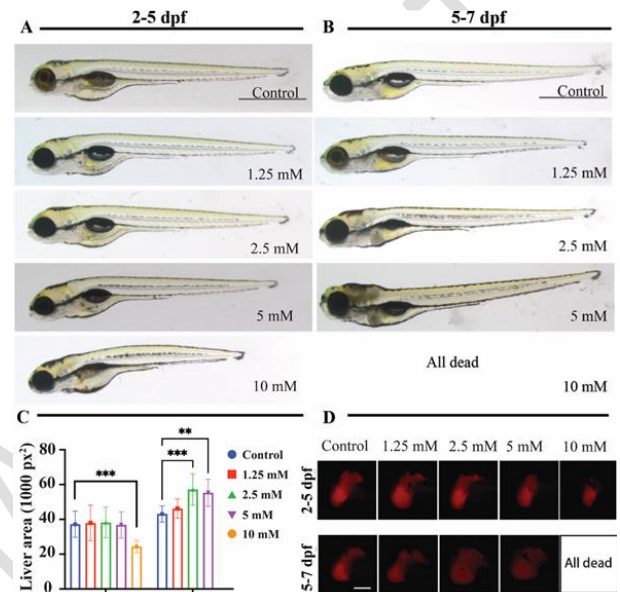 2-5 dpf
5-7 dpf
A
B
Control
Control
1.25 mM
1.25 mM
2.5 mM
2.5 mM
5 mM
5 mM
10 mM
All dead
10 mM
C
D
Liver area (1000 px²)
80
60
40
20
0
***
**
***
Control
1.25 mM
2.5 mM
5 mM
10 mM
Control 1.25 mM 2.5 mM 5 mM 10 mM
2-5 dpf
5-7 dpf
All dead